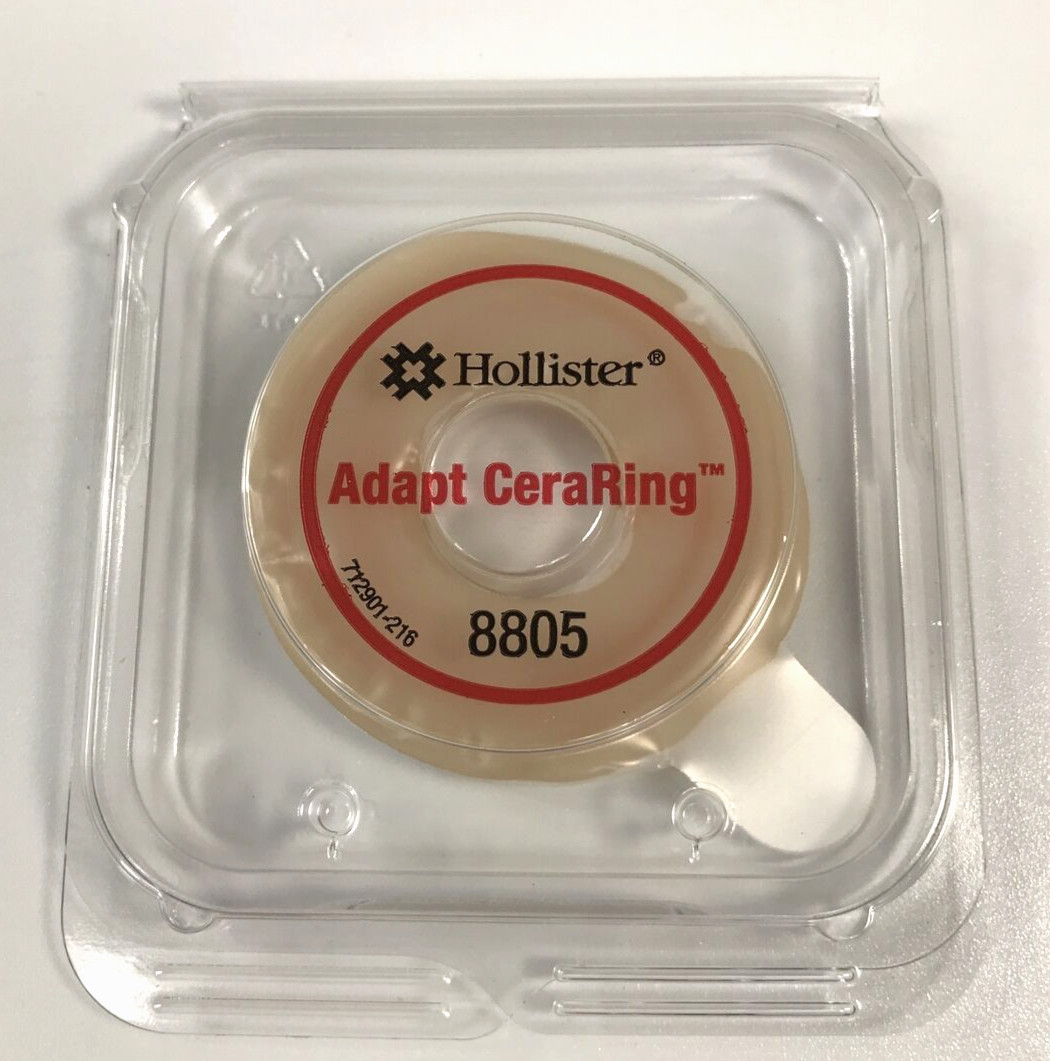 Hollister®
Adapt CeraRing™
712901-216
8805